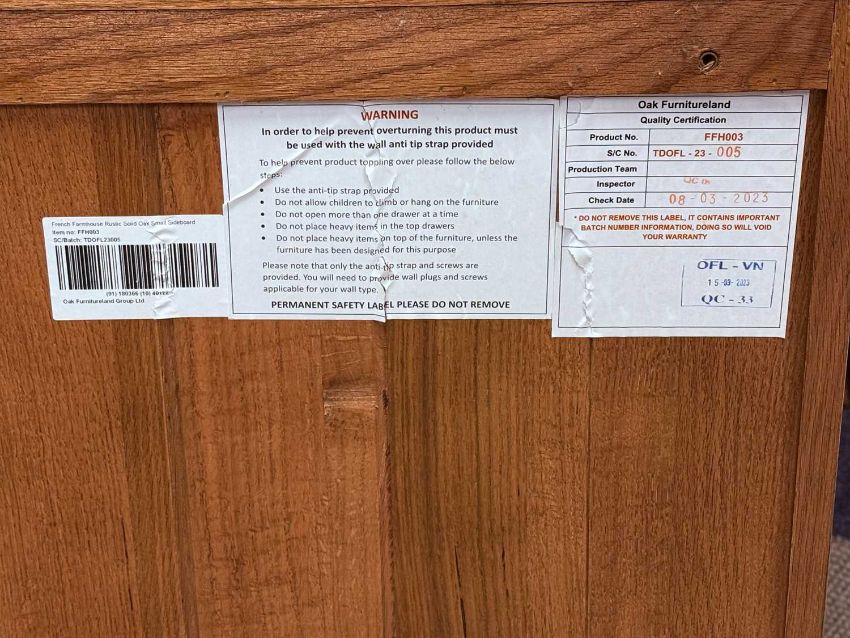 French Farmhouse Rustic Solid Oak Small Sideboard
Item no: FFH003
SC/Batch: TDOFL23005
Oak Furnitureland Group Ltd
WARNING
In order to help prevent overturning this product must
be used with the wall anti tip strap provided
To help prevent product toppling over please follow the below
steps:
• Use the anti-tip strap provided
• Do not allow children to climb or hang on the furniture
• Do not open more than one drawer at a time
• Do not place heavy items in the top drawers
• Do not place heavy items on top of the furniture, unless the
furniture has been designed for this purpose
Please note that only the anti-tip strap and screws are
provided. You will need to provide wall plugs and screws
applicable for your wall type.
PERMANENT SAFETY LABEL PLEASE DO NOT REMOVE
Oak Furnitureland
Quality Certification
Product No. FFH003
S/C No. TDOFL - 23 - 005
Production Team
Inspector QC
Check Date 08-03-2023
* DO NOT REMOVE THIS LABEL, IT CONTAINS IMPORTANT
BATCH NUMBER INFORMATION, DOING SO WILL VOID
YOUR WARRANTY
OFL - VN
15-03-2023
QC - 33